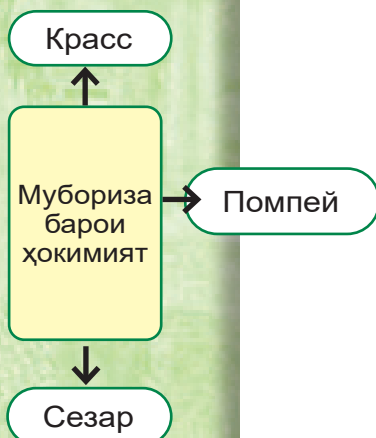 Красс
Мубориза
барои
ҳокимият
Помпей
Сезар